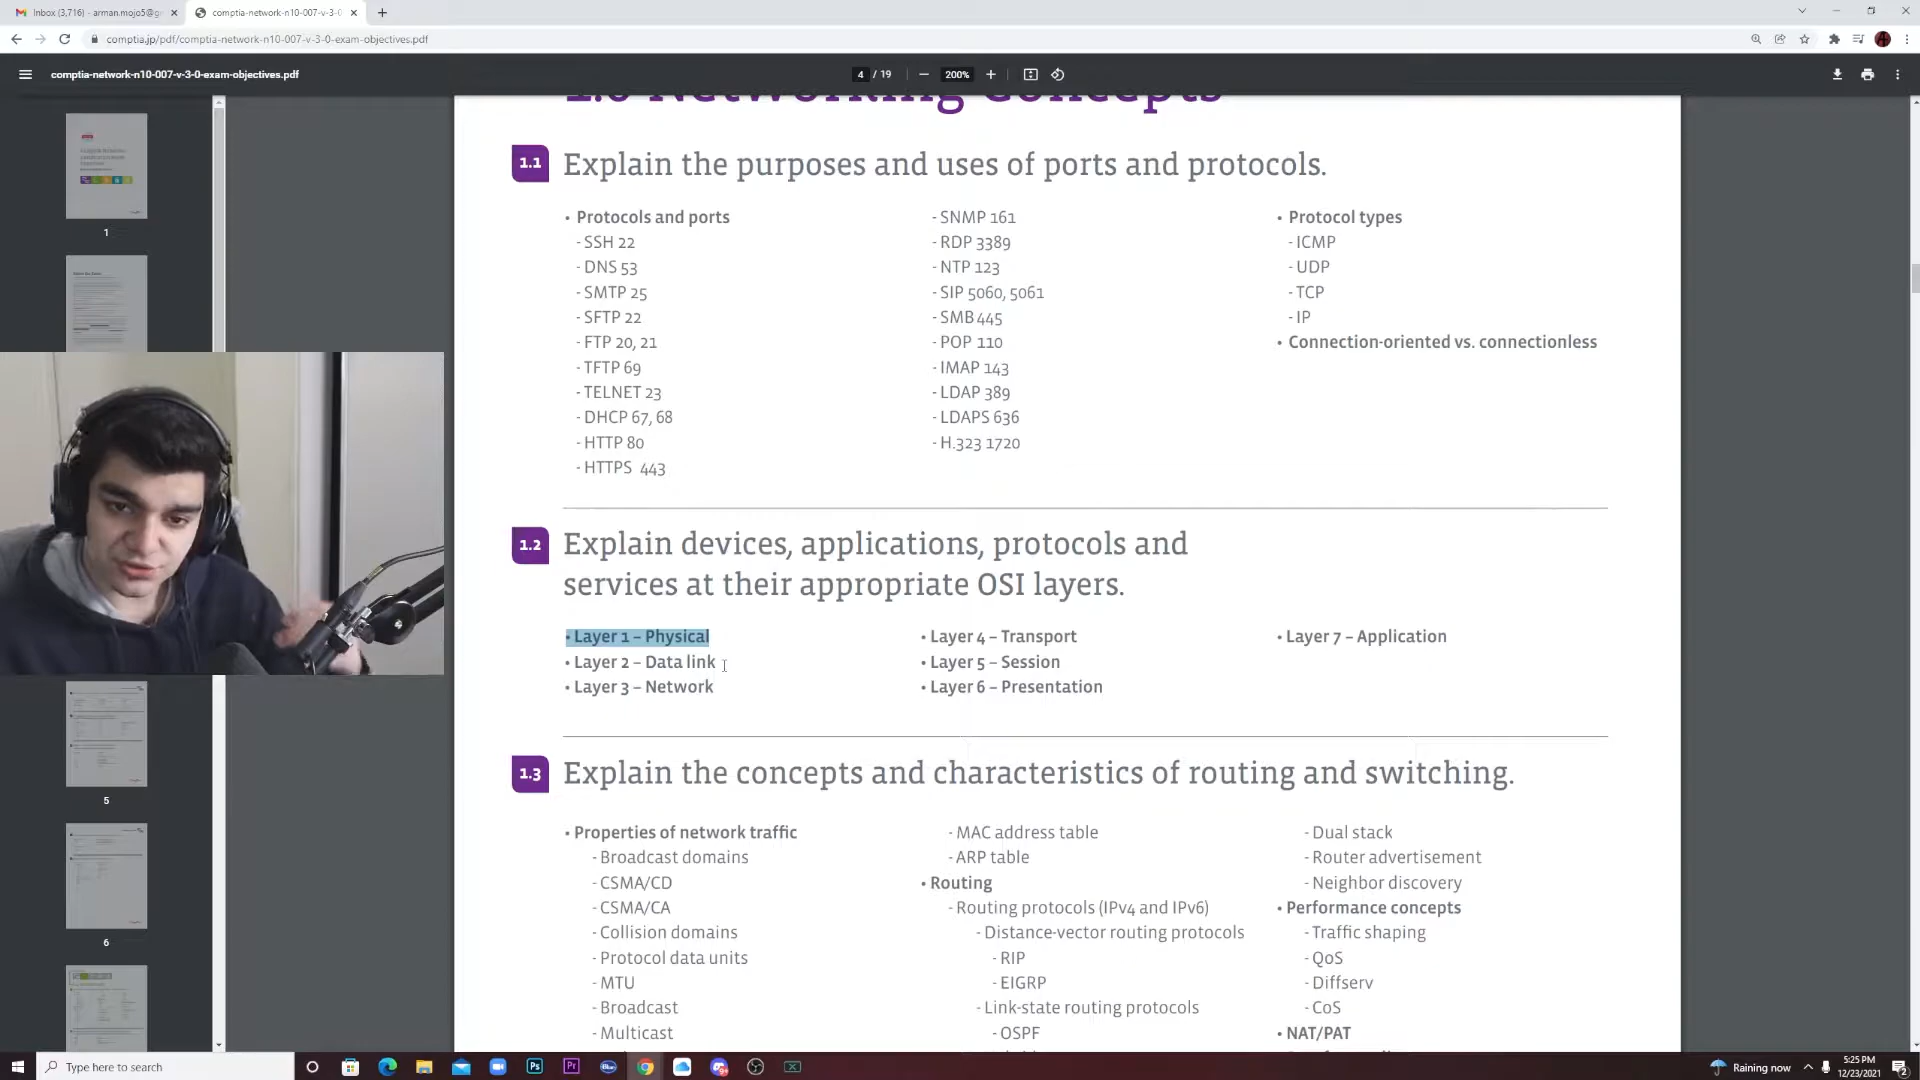 Inbox (3,716) - arman.mojo5@gr
comptia-network-n10-007-v-3-0
comptia.jp/pdf/comptia-network-n10-007-v-3-0-exam-objectives.pdf
comptia-network-n10-007-v-3-0-exam-objectives.pdf
4 / 19
200%
1.0 Networking Concepts
1.1 Explain the purposes and uses of ports and protocols.
• Protocols and ports
- SSH 22
- DNS 53
- SMTP 25
- SFTP 22
- FTP 20, 21
- TFTP 69
- TELNET 23
- DHCP 67, 68
- HTTP 80
- HTTPS 443
- SNMP 161
- RDP 3389
- NTP 123
- SIP 5060, 5061
- SMB 445
- POP 110
- IMAP 143
- LDAP 389
- LDAPS 636
- H.323 1720
• Protocol types
- ICMP
- UDP
- TCP
- IP
• Connection-oriented vs. connectionless
1.2 Explain devices, applications, protocols and
services at their appropriate OSI layers.
• Layer 1 – Physical
• Layer 2 – Data link
• Layer 3 – Network
• Layer 4 – Transport
• Layer 5 – Session
• Layer 6 – Presentation
• Layer 7 – Application
1.3 Explain the concepts and characteristics of routing and switching.
• Properties of network traffic
- Broadcast domains
- CSMA/CD
- CSMA/CA
- Collision domains
- Protocol data units
- MTU
- Broadcast
- Multicast
- MAC address table
- ARP table
• Routing
- Routing protocols (IPv4 and IPv6)
- Distance-vector routing protocols
- RIP
- EIGRP
- Link-state routing protocols
- OSPF
- Dual stack
- Router advertisement
- Neighbor discovery
• Performance concepts
- Traffic shaping
- QoS
- Diffserv
- CoS
• NAT/PAT
1
5
6
Type here to search
Ps
Pr
Raining now
5:25 PM
12/23/2021
2